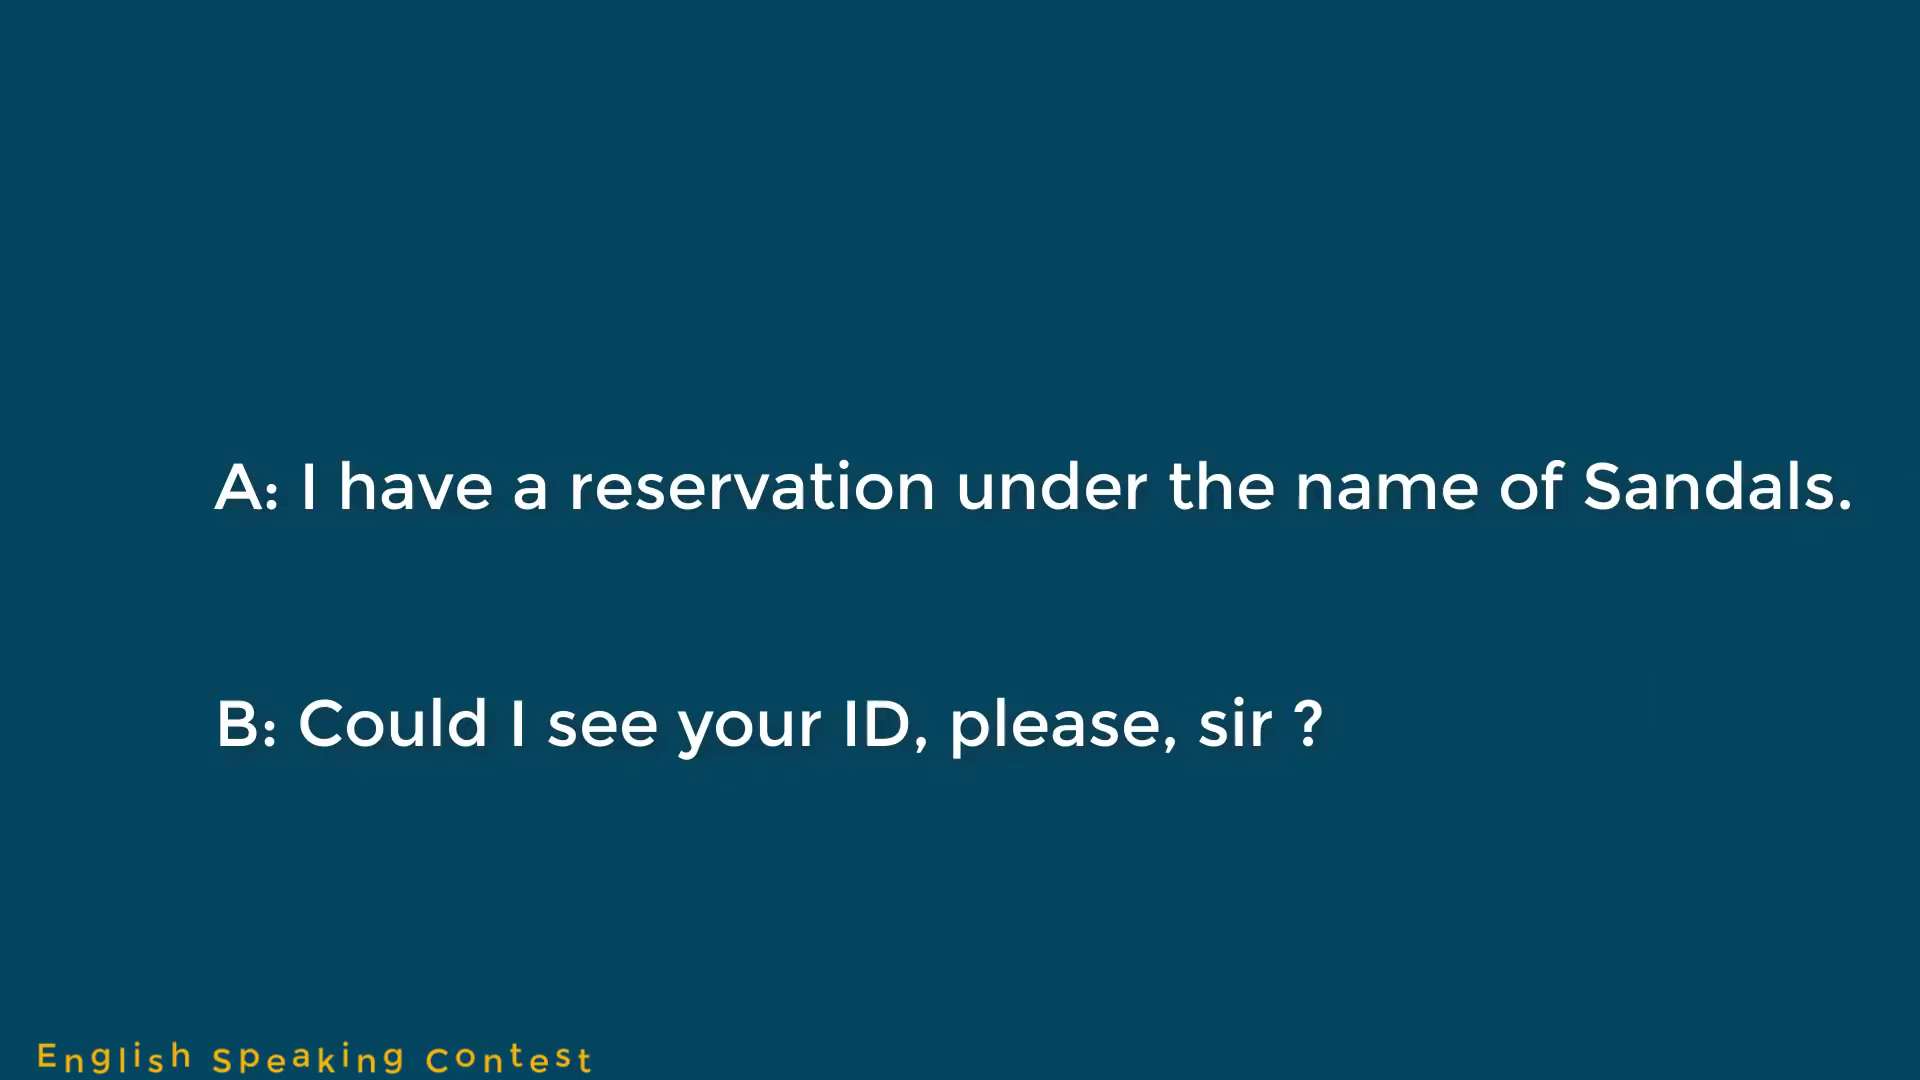 A: I have a reservation under the name of Sandals.
B: Could I see your ID, please, sir ?
English Speaking Contest